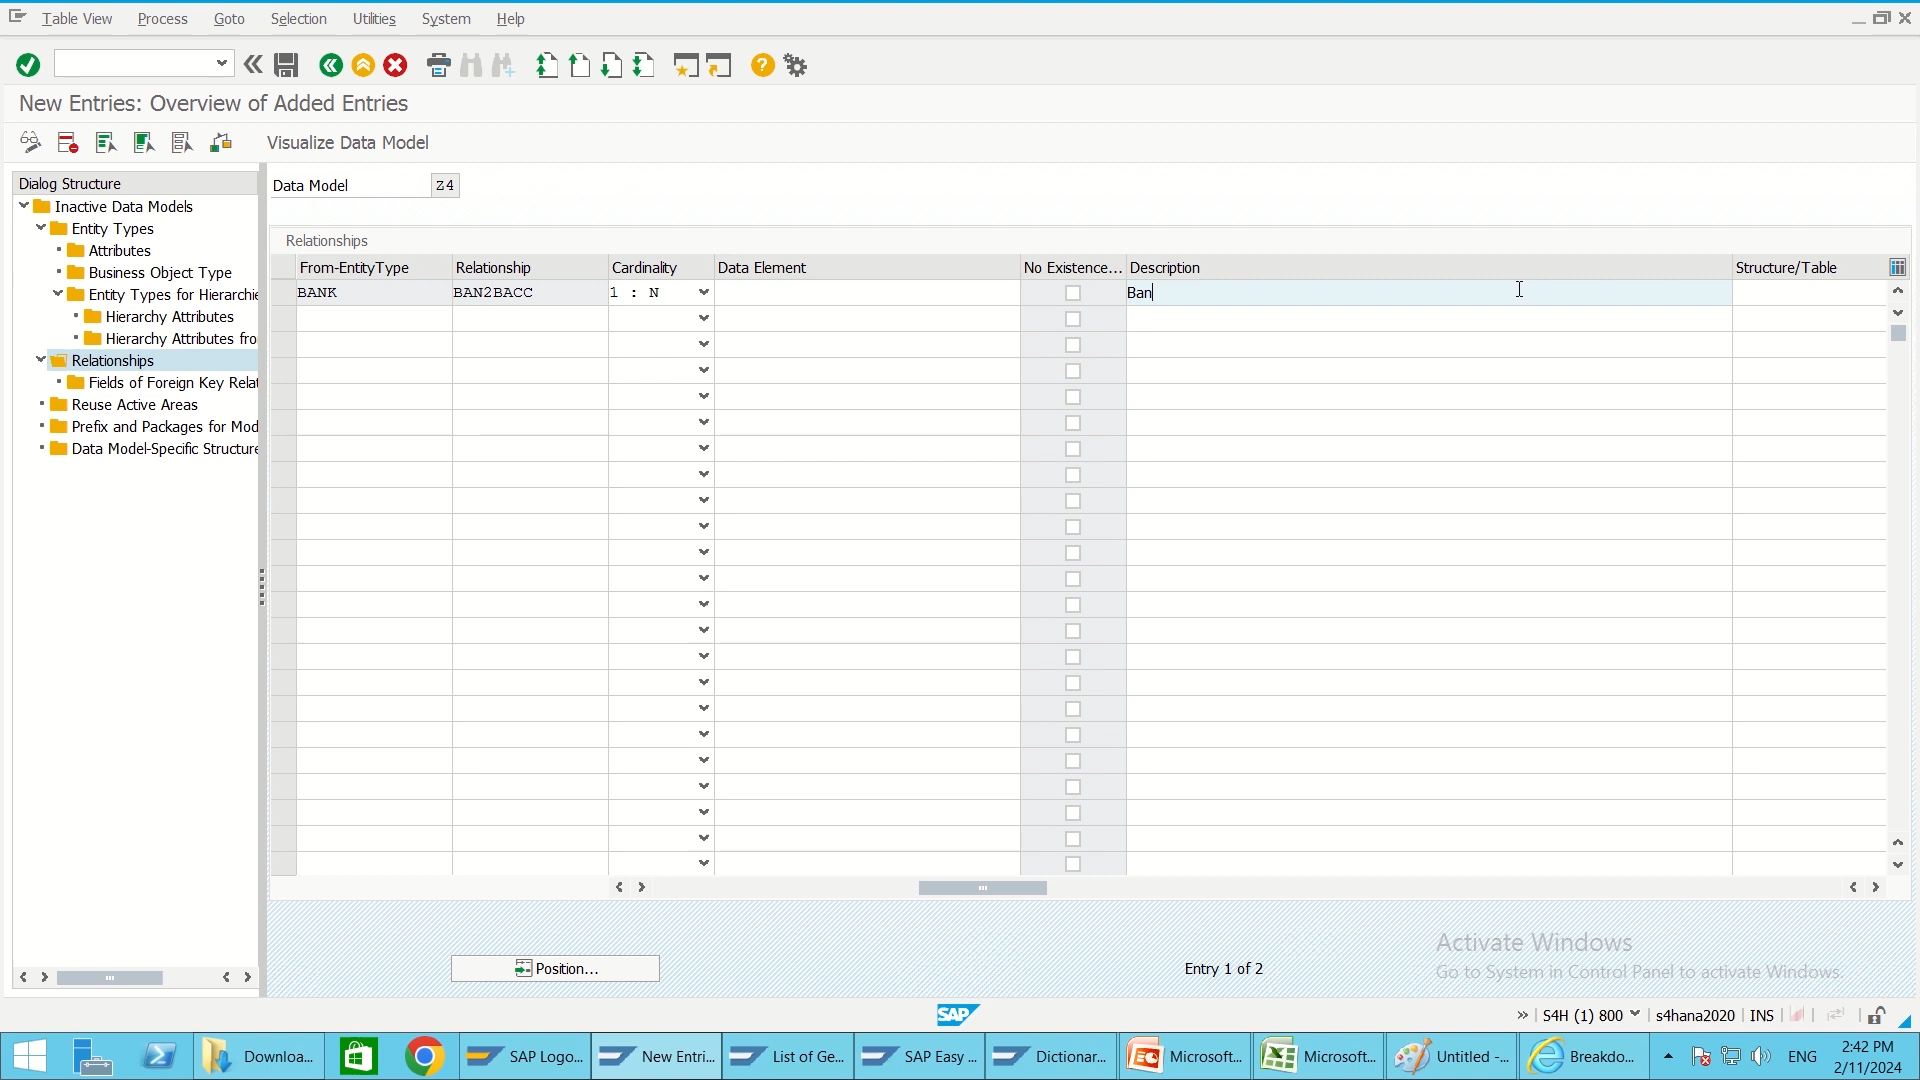 Table View Process Goto Selection Utilities System Help
New Entries: Overview of Added Entries
Visualize Data Model
Dialog Structure
Inactive Data Models
Entity Types
Attributes
Business Object Type
Entity Types for Hierarchie
Hierarchy Attributes
Hierarchy Attributes fro
Relationships
Fields of Foreign Key Relat
Reuse Active Areas
Prefix and Packages for Mod
Data Model-Specific Structure
Data Model Z4
Relationships
From-EntityType Relationship Cardinality Data Element No Existence... Description Structure/Table
BANK BAN2BACC 1 : N Ban
Position... Entry 1 of 2
Activate Windows
Go to System in Control Panel to activate Windows.
SAP
S4H (1) 800 s4hana2020 INS
Downloa... SAP Logo... New Entri... List of Ge... SAP Easy ... Dictionar... Microsoft... Microsoft... Untitled -... Breakdo... ENG
2:42 PM
2/11/2024